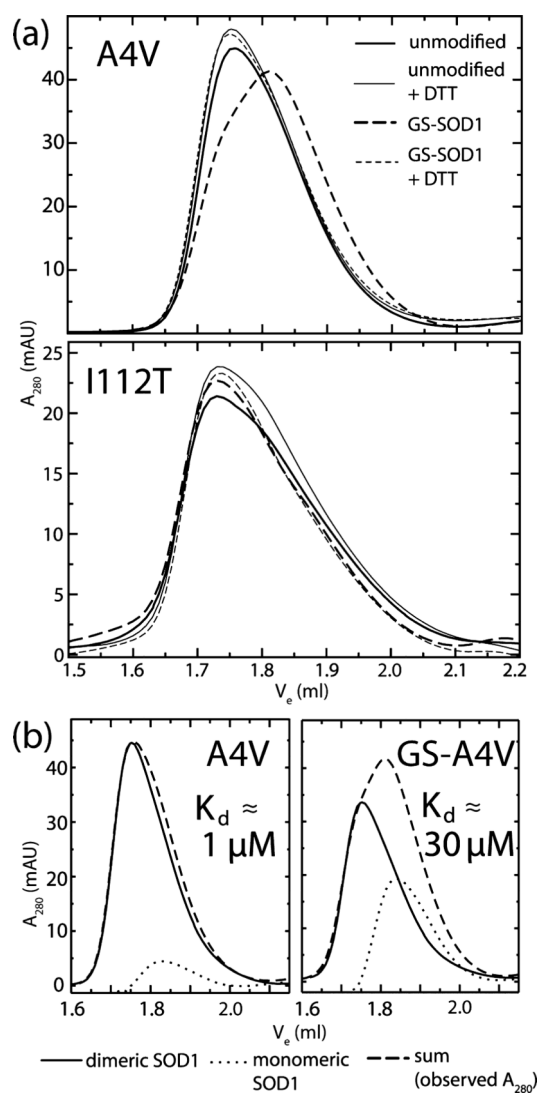 (a)
A4V
unmodified
unmodified
+ DTT
GS-SOD1
GS-SOD1
+ DTT
40
30
20
10
A₂₈₀ (mAU)
I112T
25
20
15
10
5
0
1.5 1.6 1.7 1.8 1.9 2.0 2.1 2.2
Vₑ (ml)
(b)
A4V
K_d ≈
1 μM
GS-A4V
K_d ≈
30 μM
A₂₈₀ (mAU)
40
30
20
10
0
1.6 1.8 2.0 1.6 1.8 2.0
Vₑ (ml)
dimeric SOD1 monomeric sum
SOD1 (observed A₂₈₀)